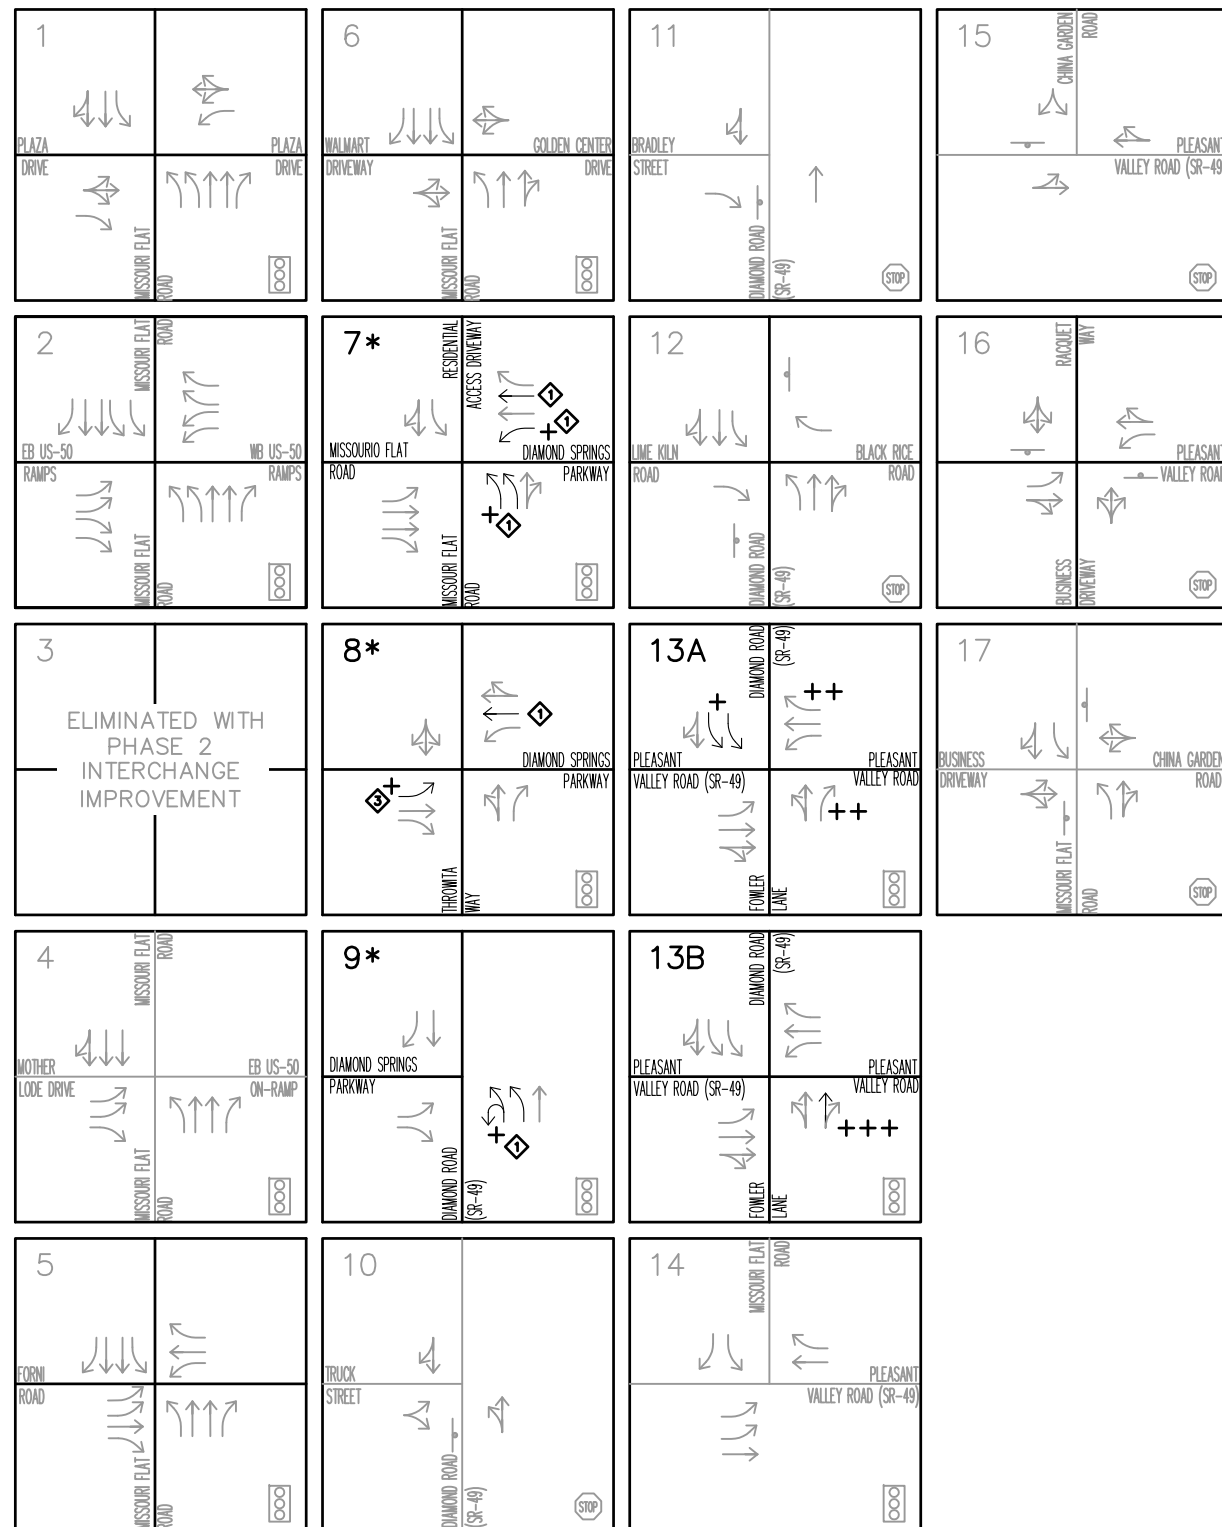 1
PLAZA
DRIVE
PLAZA
DRIVE
MISSOURI FLAT
ROAD
6
WALMART
DRIVEWAY
GOLDEN CENTER
DRIVE
MISSOURI FLAT
ROAD
11
BRADLEY
STREET
DIAMOND ROAD
(SR-49)
STOP
15
CHINA GARDEN
ROAD
PLEASANT
VALLEY ROAD (SR-49)
STOP
2
MISSOURI FLAT
ROAD
EB US-50
RAMPS
WB US-50
RAMPS
MISSOURI FLAT
ROAD
7*
RESIDENTIAL
ACCESS DRIVEWAY
1
1
+
MISSOURIO FLAT
ROAD
DIAMOND SPRINGS
PARKWAY
+
1
MISSOURI FLAT
ROAD
12
LIME KILN
ROAD
BLACK RICE
ROAD
DIAMOND ROAD
(SR-49)
STOP
16
RACQUET
WAY
PLEASANT
VALLEY ROAD
BUSINESS
DRIVEWAY
STOP
3
ELIMINATED WITH
PHASE 2
INTERCHANGE
IMPROVEMENT
8*
1
DIAMOND SPRINGS
PARKWAY
+
3
THROWITA
WAY
13A
DIAMOND ROAD
(SR-49)
+
++
PLEASANT
VALLEY ROAD (SR-49)
PLEASANT
VALLEY ROAD
++
FOWLER
LANE
17
BUSINESS
DRIVEWAY
CHINA GARDEN
ROAD
MISSOURI FLAT
ROAD
STOP
4
MISSOURI FLAT
ROAD
MOTHER
LODE DRIVE
EB US-50
ON-RAMP
MISSOURI FLAT
ROAD
9*
DIAMOND SPRINGS
PARKWAY
+
1
DIAMOND ROAD
(SR-49)
13B
DIAMOND ROAD
(SR-49)
PLEASANT
VALLEY ROAD (SR-49)
PLEASANT
VALLEY ROAD
+++
FOWLER
LANE
5
FORNI
ROAD
MISSOURI FLAT
ROAD
10
TRUCK
STREET
DIAMOND ROAD
(SR-49)
STOP
14
MISSOURI FLAT
ROAD
PLEASANT
VALLEY ROAD (SR-49)